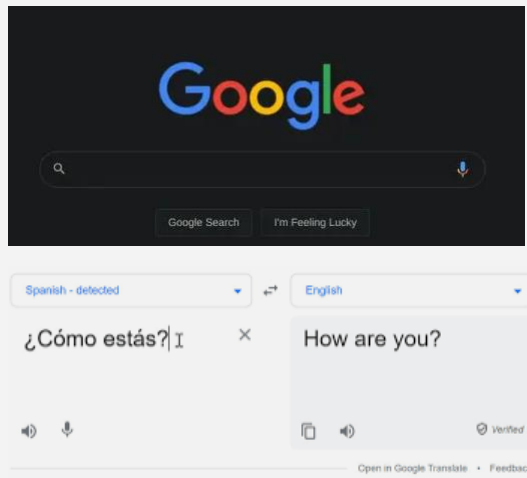 Google
Google Search I'm Feeling Lucky
Spanish - detected English
¿Cómo estás? How are you?
Verified
Open in Google Translate • Feedbac